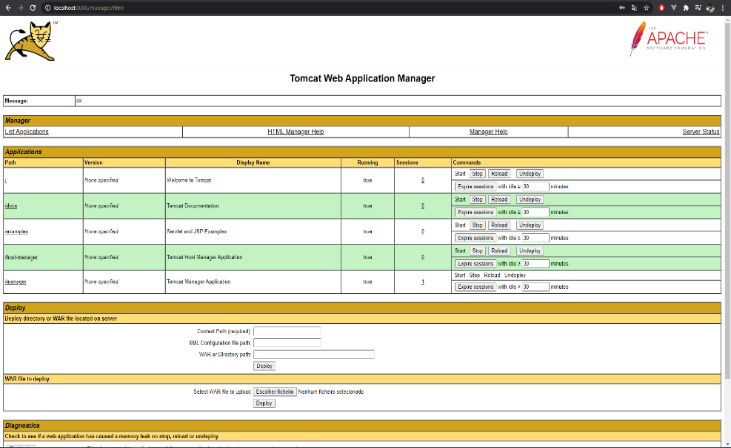 localhost:8080/manager/html
TM
THE
APACHE
SOFTWARE FOUNDATION
Tomcat Web Application Manager
Message: OK
Manager
List Applications HTML Manager Help Manager Help Server Status
Applications
Path Version Display Name Running Sessions Commands
/ None specified Welcome to Tomcat true 0 Start Stop Reload Undeploy
Expire sessions with idle ≥ 30 minutes
/docs None specified Tomcat Documentation true 0 Start Stop Reload Undeploy
Expire sessions with idle ≥ 30 minutes
/examples None specified Servlet and JSP Examples true 0 Start Stop Reload Undeploy
Expire sessions with idle ≥ 30 minutes
/host-manager None specified Tomcat Host Manager Application true 0 Start Stop Reload Undeploy
Expire sessions with idle ≥ 30 minutes
/manager None specified Tomcat Manager Application true 1 Start Stop Reload Undeploy
Expire sessions with idle ≥ 30 minutes
Deploy
Deploy directory or WAR file located on server
Context Path (required):
XML Configuration file path:
WAR or Directory path:
Deploy
WAR file to deploy
Select WAR file to upload Escolher ficheiro Nenhum ficheiro selecionado
Deploy
Diagnostics
Check to see if a web application has caused a memory leak on stop, reload or undeploy